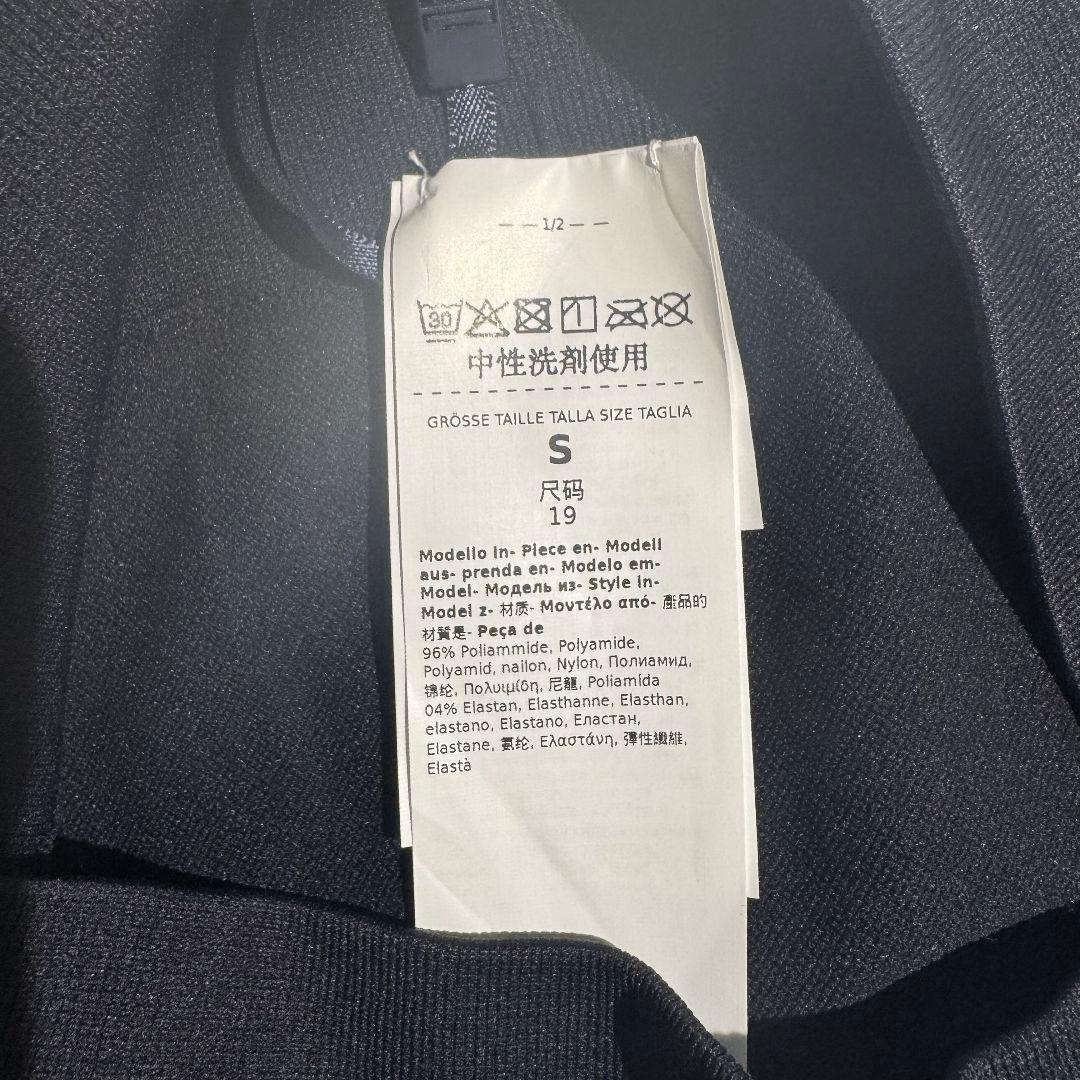 1/2
30
中性洗剤使用
GRÖSSE TAILLE TALLA SIZE TAGLIA
S
尺码
19
Modello in- Piece en- Modell
aus- prenda en- Modelo em-
Model- Модель из- Style in-
Model z- 材质- Μοντέλο από- 產品的
材質是- Peça de
96% Poliammide, Polyamide,
Polyamid, nailon, Nylon, Полиамид,
锦纶, Πολυιμίδη, 尼龍, Poliamida
04% Elastan, Elasthanne, Elasthan,
elastano, Elastano, Еластан,
Elastane, 氨纶, Ελαστάνη, 彈性纖維,
Elastà